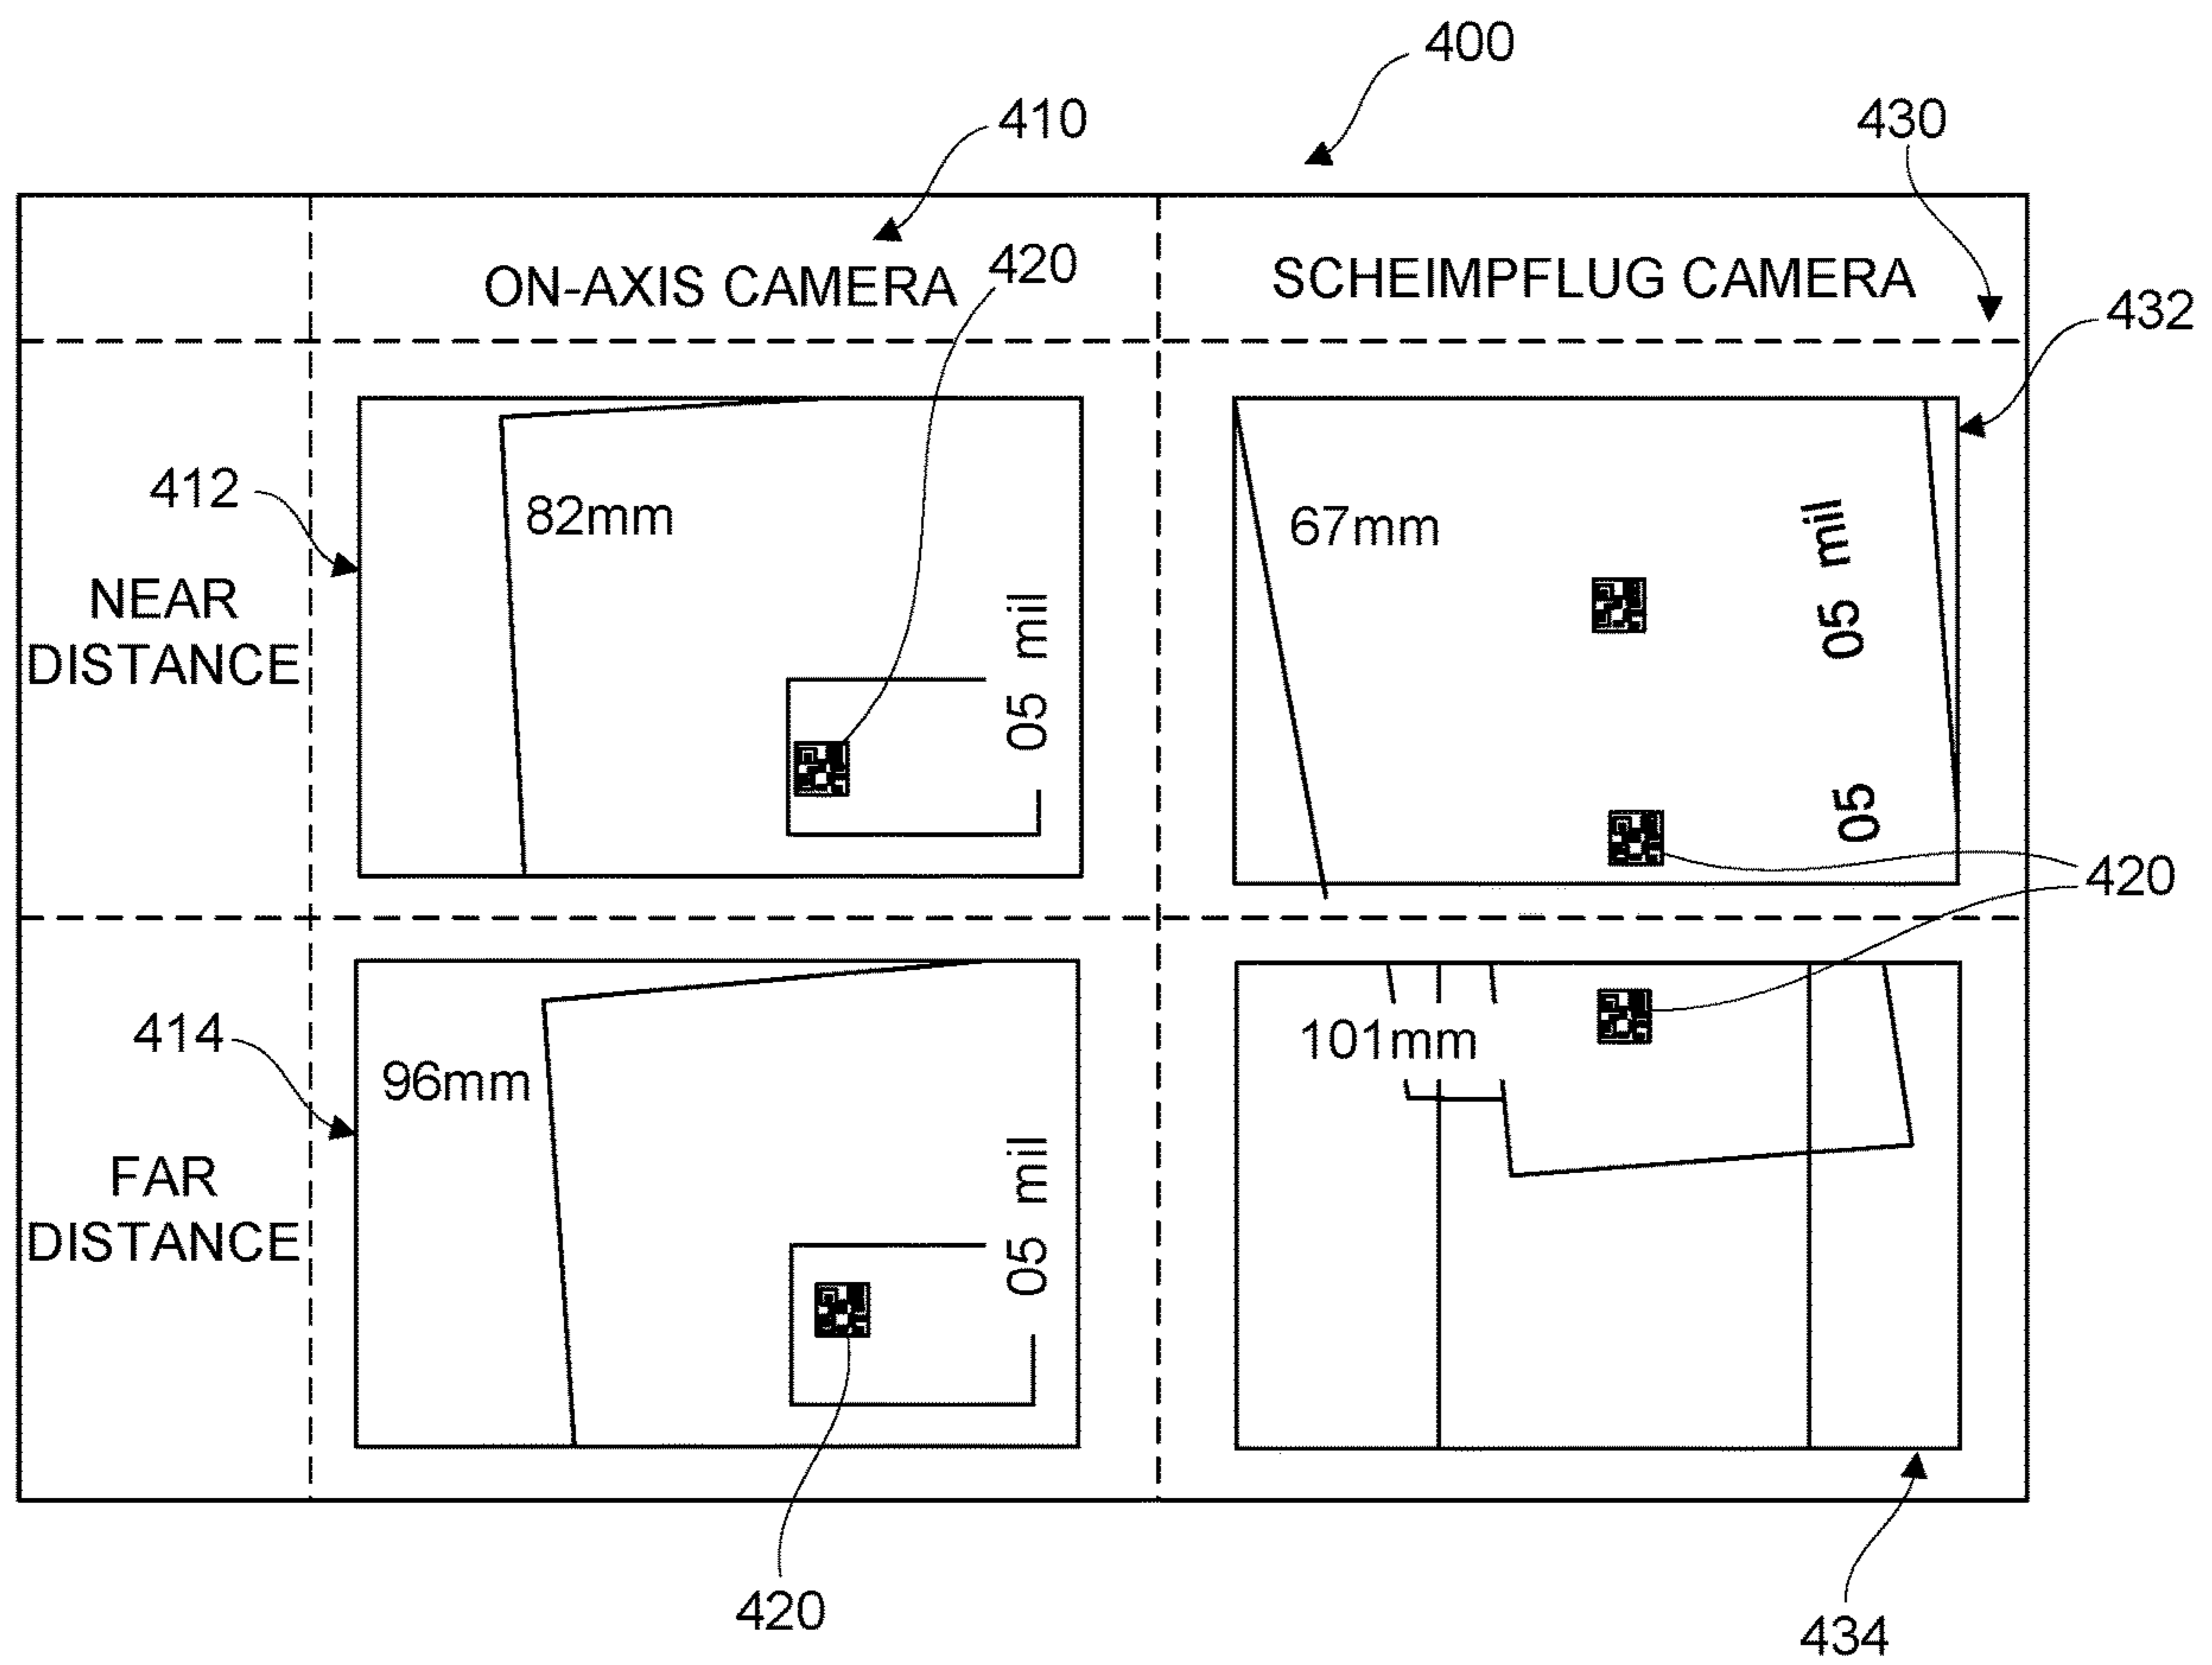 400
410
430
420
ON-AXIS CAMERA
SCHEIMPFLUG CAMERA
432
412
82mm
67mm
05 mil
05 mil
05
NEAR
DISTANCE
420
414
96mm
101mm
05 mil
FAR
DISTANCE
420
434